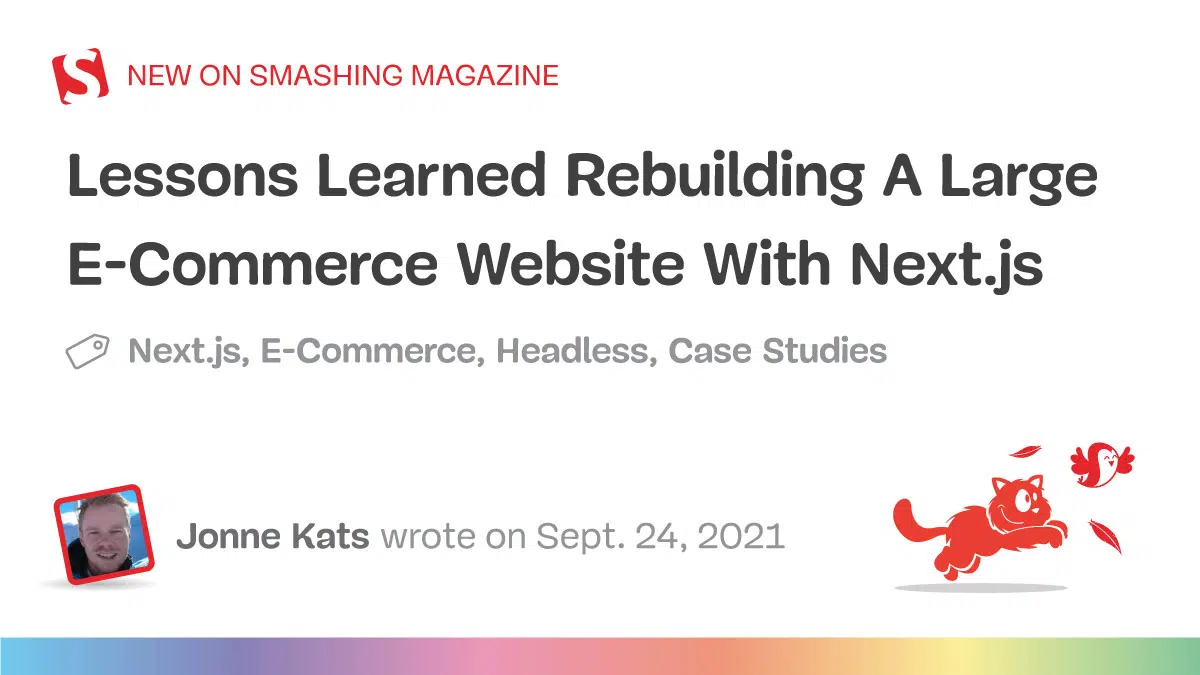 NEW ON SMASHING MAGAZINE
Lessons Learned Rebuilding A Large
E-Commerce Website With Next.js
Next.js, E-Commerce, Headless, Case Studies
Jonne Kats wrote on Sept. 24, 2021